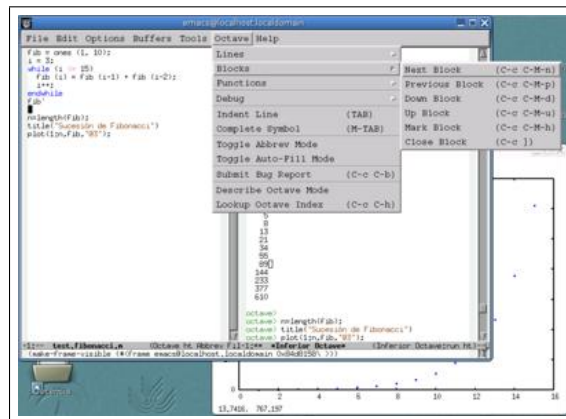 emacs@localhost.localdomain
File Edit Options Buffers Tools Octave Help
fib = ones (1, 10);
i = 3;
while (i <= 15)
fib (i) = fib (i-1) + fib (i-2);
i++;
endwhile
fib'
n=length(fib);
title("Sucesión de Fibonacci")
plot(1:n,fib,"@3");
Lines
Blocks
Functions
Debug
Indent Line (TAB)
Complete Symbol (M-TAB)
Toggle Abbrev Mode
Toggle Auto-Fill Mode
Submit Bug Report (C-c C-b)
Describe Octave Mode
Lookup Octave Index (C-c C-h)
Next Block (C-c C-M-n)
Previous Block (C-c C-M-p)
Down Block (C-c C-M-d)
Up Block (C-c C-M-u)
Mark Block (C-c C-M-h)
Close Block (C-c ])
5
8
13
21
34
55
89
144
233
377
610
octave>
octave> n=length(fib);
octave> title("Sucesión de Fibonacci")
octave> plot(1:n,fib,"@3");
(Octave
*Inferior Octave*
(Inferior Octave:run
(make-frame-visible (#(frame emacs@localhost.localdomain
0 2 4 6 8 10 12 14 16
13.7416, 767.197